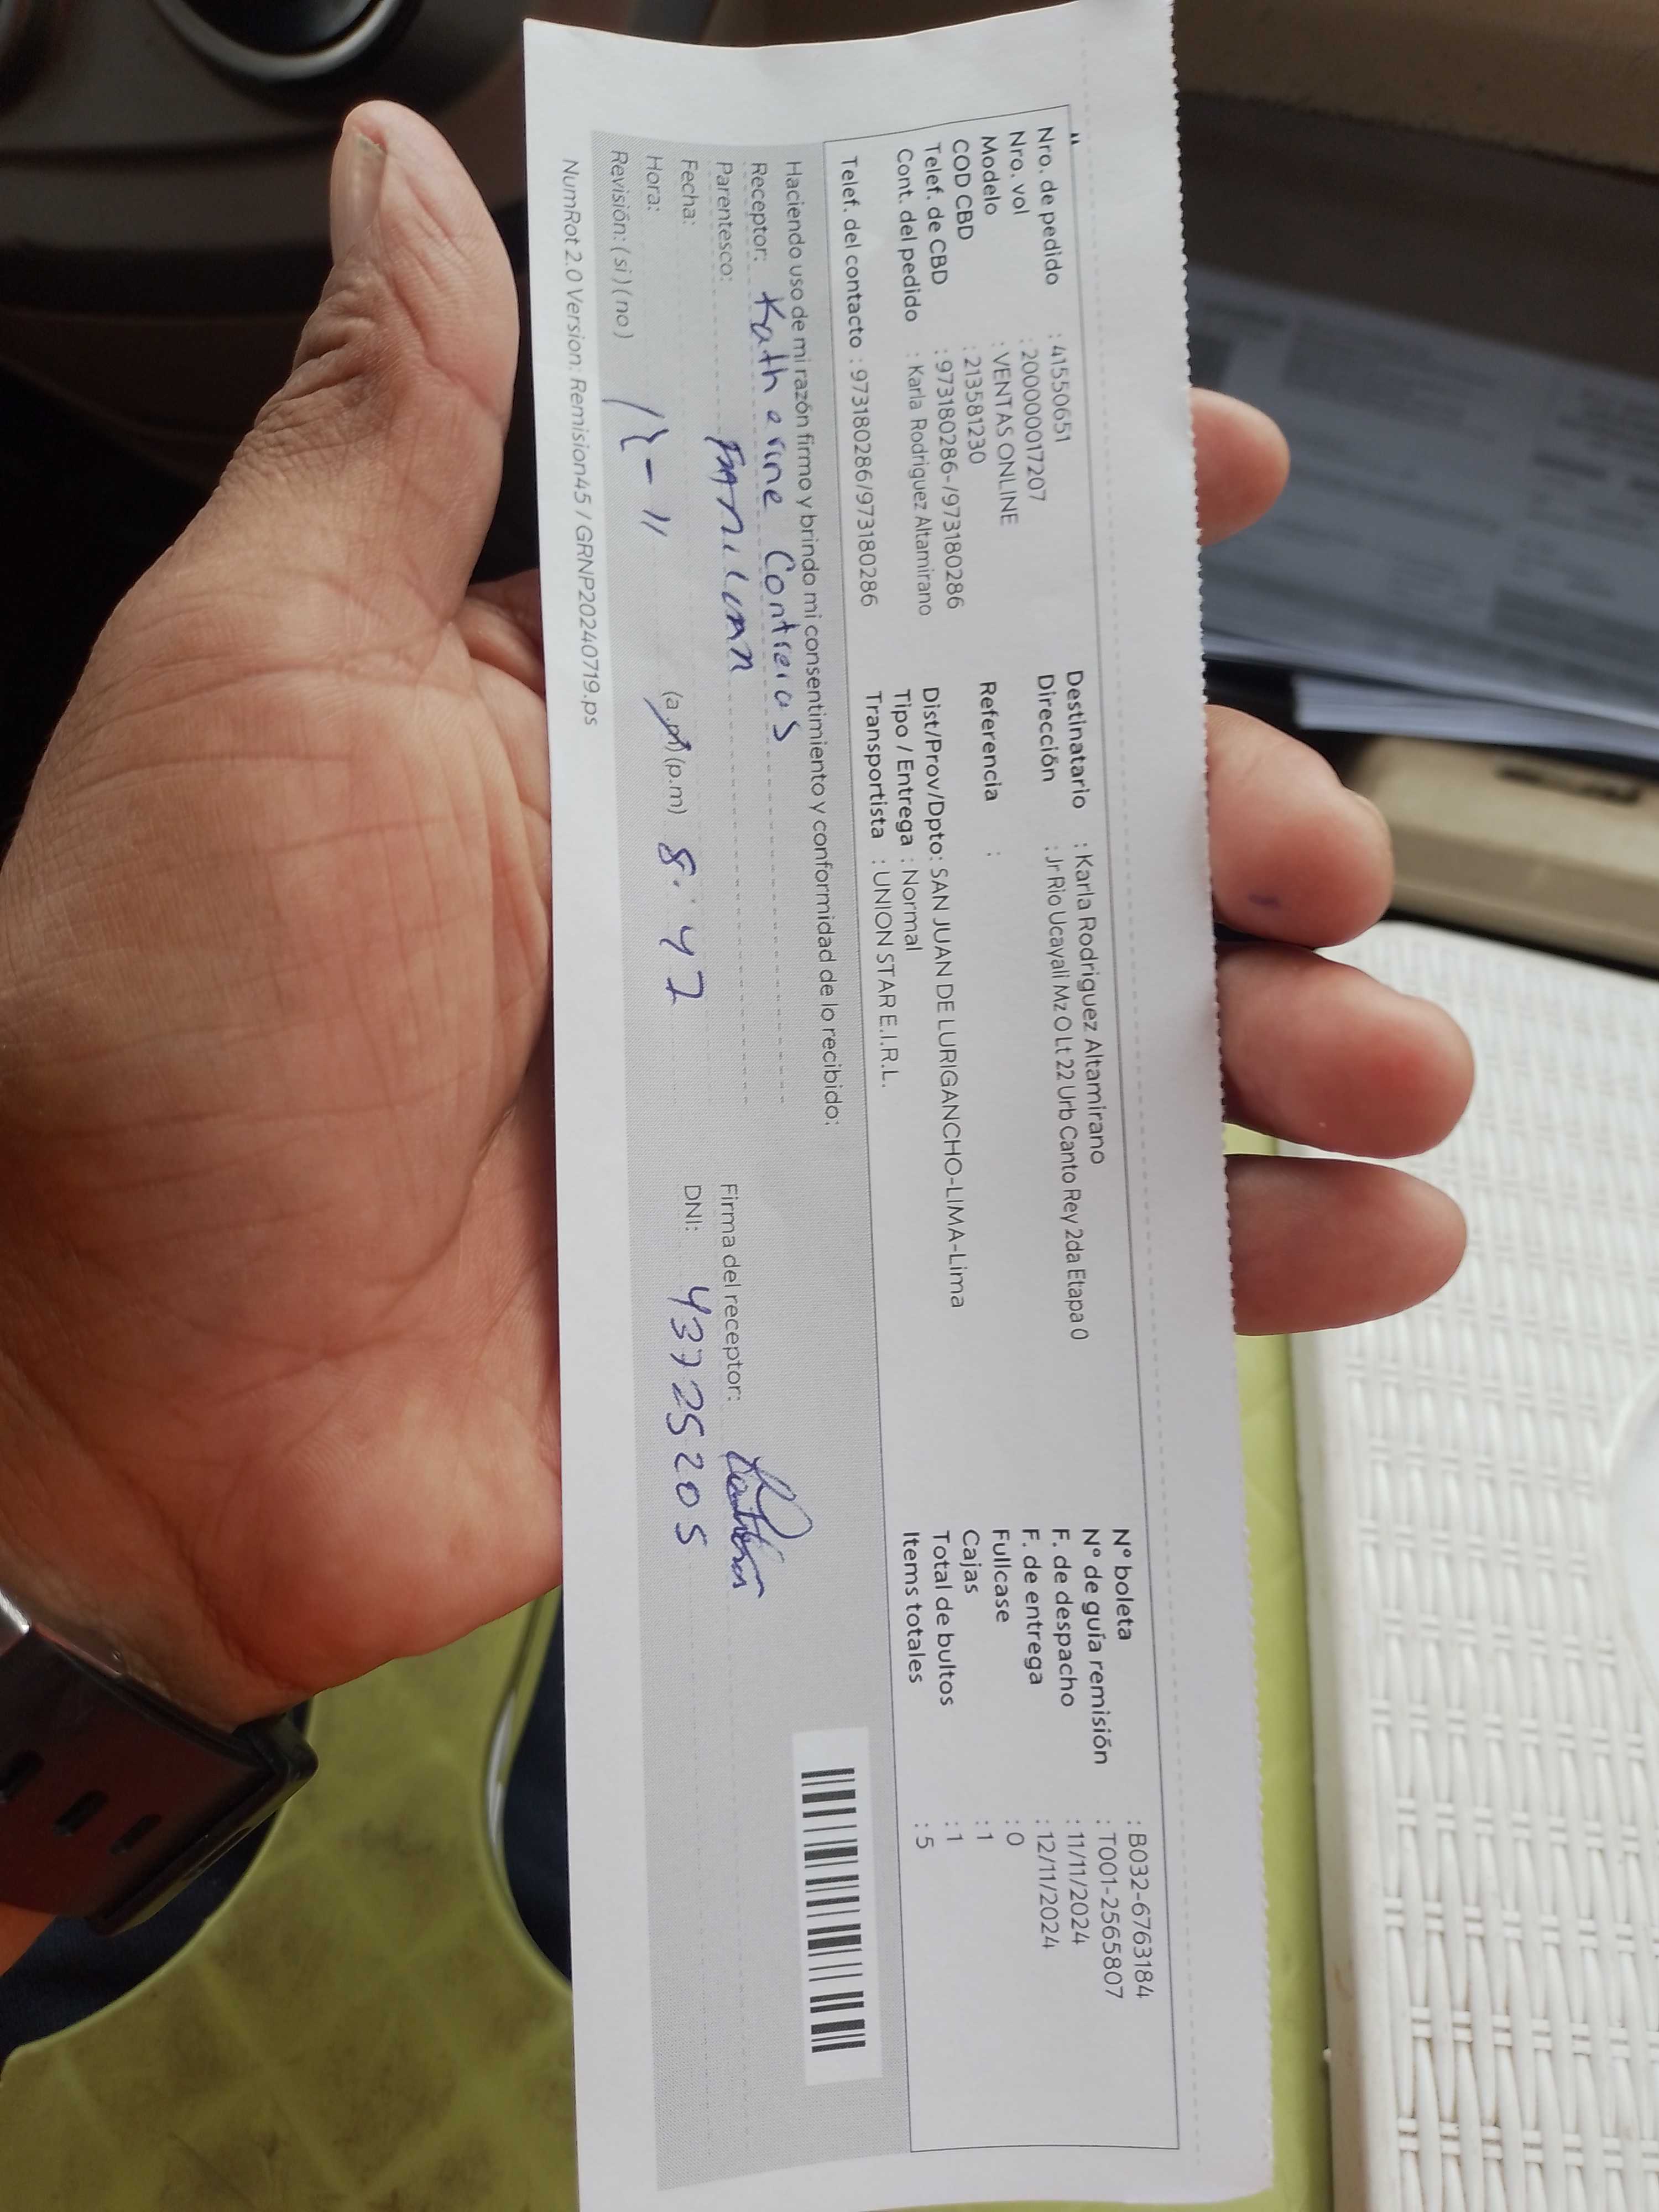 Nro. de pedido : 41550651
Nro. vol : 2000000017207
Modelo : VENTAS ONLINE
COD CBD : 213581230
Telef. de CBD : 973180286-/973180286
Cont. del pedido : Karla Rodriguez Altamirano
Telef. del contacto : 973180286/973180286
Destinatario : Karla Rodriguez Altamirano
Dirección : Jr Rio Ucayali Mz O Lt 22 Urb Canto Rey 2da Etapa 0
Referencia :
Dist/Prov/Dpto: SAN JUAN DE LURIGANCHO-LIMA-Lima
Tipo / Entrega : Normal
Transportista : UNION STAR E.I.R.L.
N° boleta : B032-6763184
N° de guía remisión : T001-2565807
F. de despacho : 11/11/2024
F. de entrega : 12/11/2024
Fullcase : 0
Cajas : 1
Total de bultos : 1
Items totales : 5
Haciendo uso de mi razón firmo y brindo mi consentimiento y conformidad de lo recibido:
Receptor: Katherine Contreras
Parentesco:
Fecha:
Hora: (a.m) (p.m) 8:47
Revisión: (si) (no)
Firma del receptor:
DNI: 43725205
NumRot 2.0 Version: Remision45 / GRNP20240719.ps